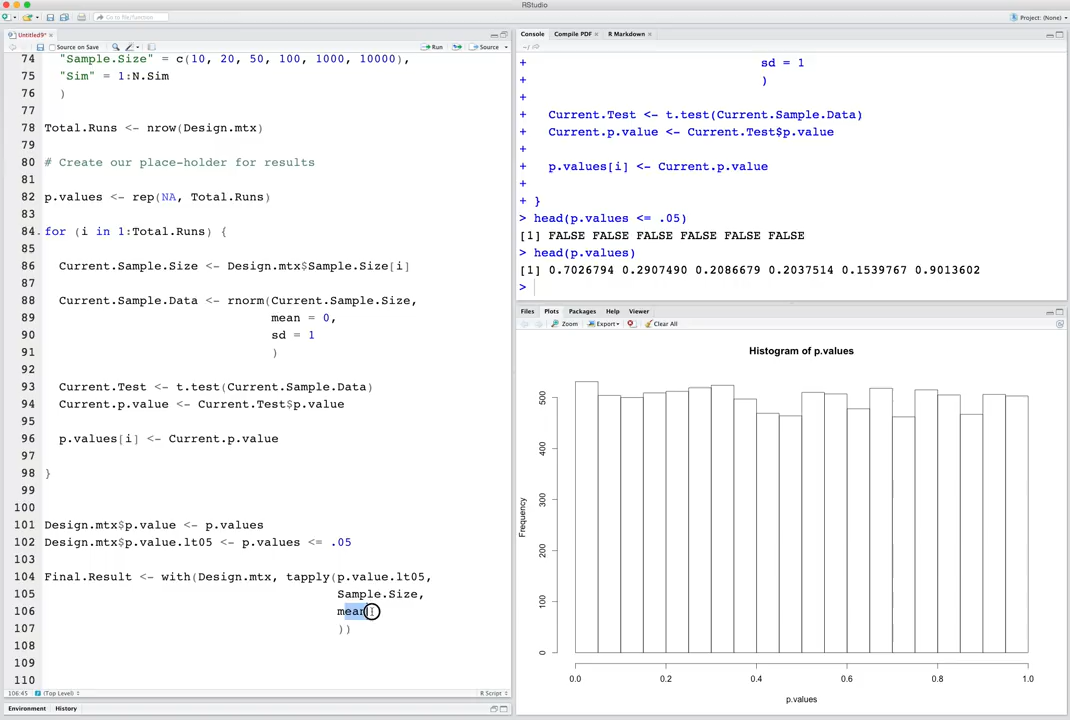 RStudio
Go to file/function
Project: (None)
Untitled9*
Source on Save
Run
Source
74 "Sample.Size" = c(10, 20, 50, 100, 1000, 10000),
75 "Sim" = 1:N.Sim
76 )
77
78 Total.Runs <- nrow(Design.mtx)
79
80 # Create our place-holder for results
81
82 p.values <- rep(NA, Total.Runs)
83
84 for (i in 1:Total.Runs) {
85
86 Current.Sample.Size <- Design.mtx$Sample.Size[i]
87
88 Current.Sample.Data <- rnorm(Current.Sample.Size,
89 mean = 0,
90 sd = 1
91 )
92
93 Current.Test <- t.test(Current.Sample.Data)
94 Current.p.value <- Current.Test$p.value
95
96 p.values[i] <- Current.p.value
97
98 }
99
100
101 Design.mtx$p.value <- p.values
102 Design.mtx$p.value.lt05 <- p.values <= .05
103
104 Final.Result <- with(Design.mtx, tapply(p.value.lt05,
105 Sample.Size,
106 mean
107 ))
108
109
110
106:45 (Top Level) R Script
Environment History
Console Compile PDF R Markdown
~/
+ sd = 1
+ )
+
+ Current.Test <- t.test(Current.Sample.Data)
+ Current.p.value <- Current.Test$p.value
+
+ p.values[i] <- Current.p.value
+
+ }
> head(p.values <= .05)
[1] FALSE FALSE FALSE FALSE FALSE FALSE
> head(p.values)
[1] 0.7026794 0.2907490 0.2086679 0.2037514 0.1539767 0.9013602
>
Files Plots Packages Help Viewer
Zoom Export Clear All
Histogram of p.values
Frequency
500
400
300
200
100
0
0.0 0.2 0.4 0.6 0.8 1.0
p.values